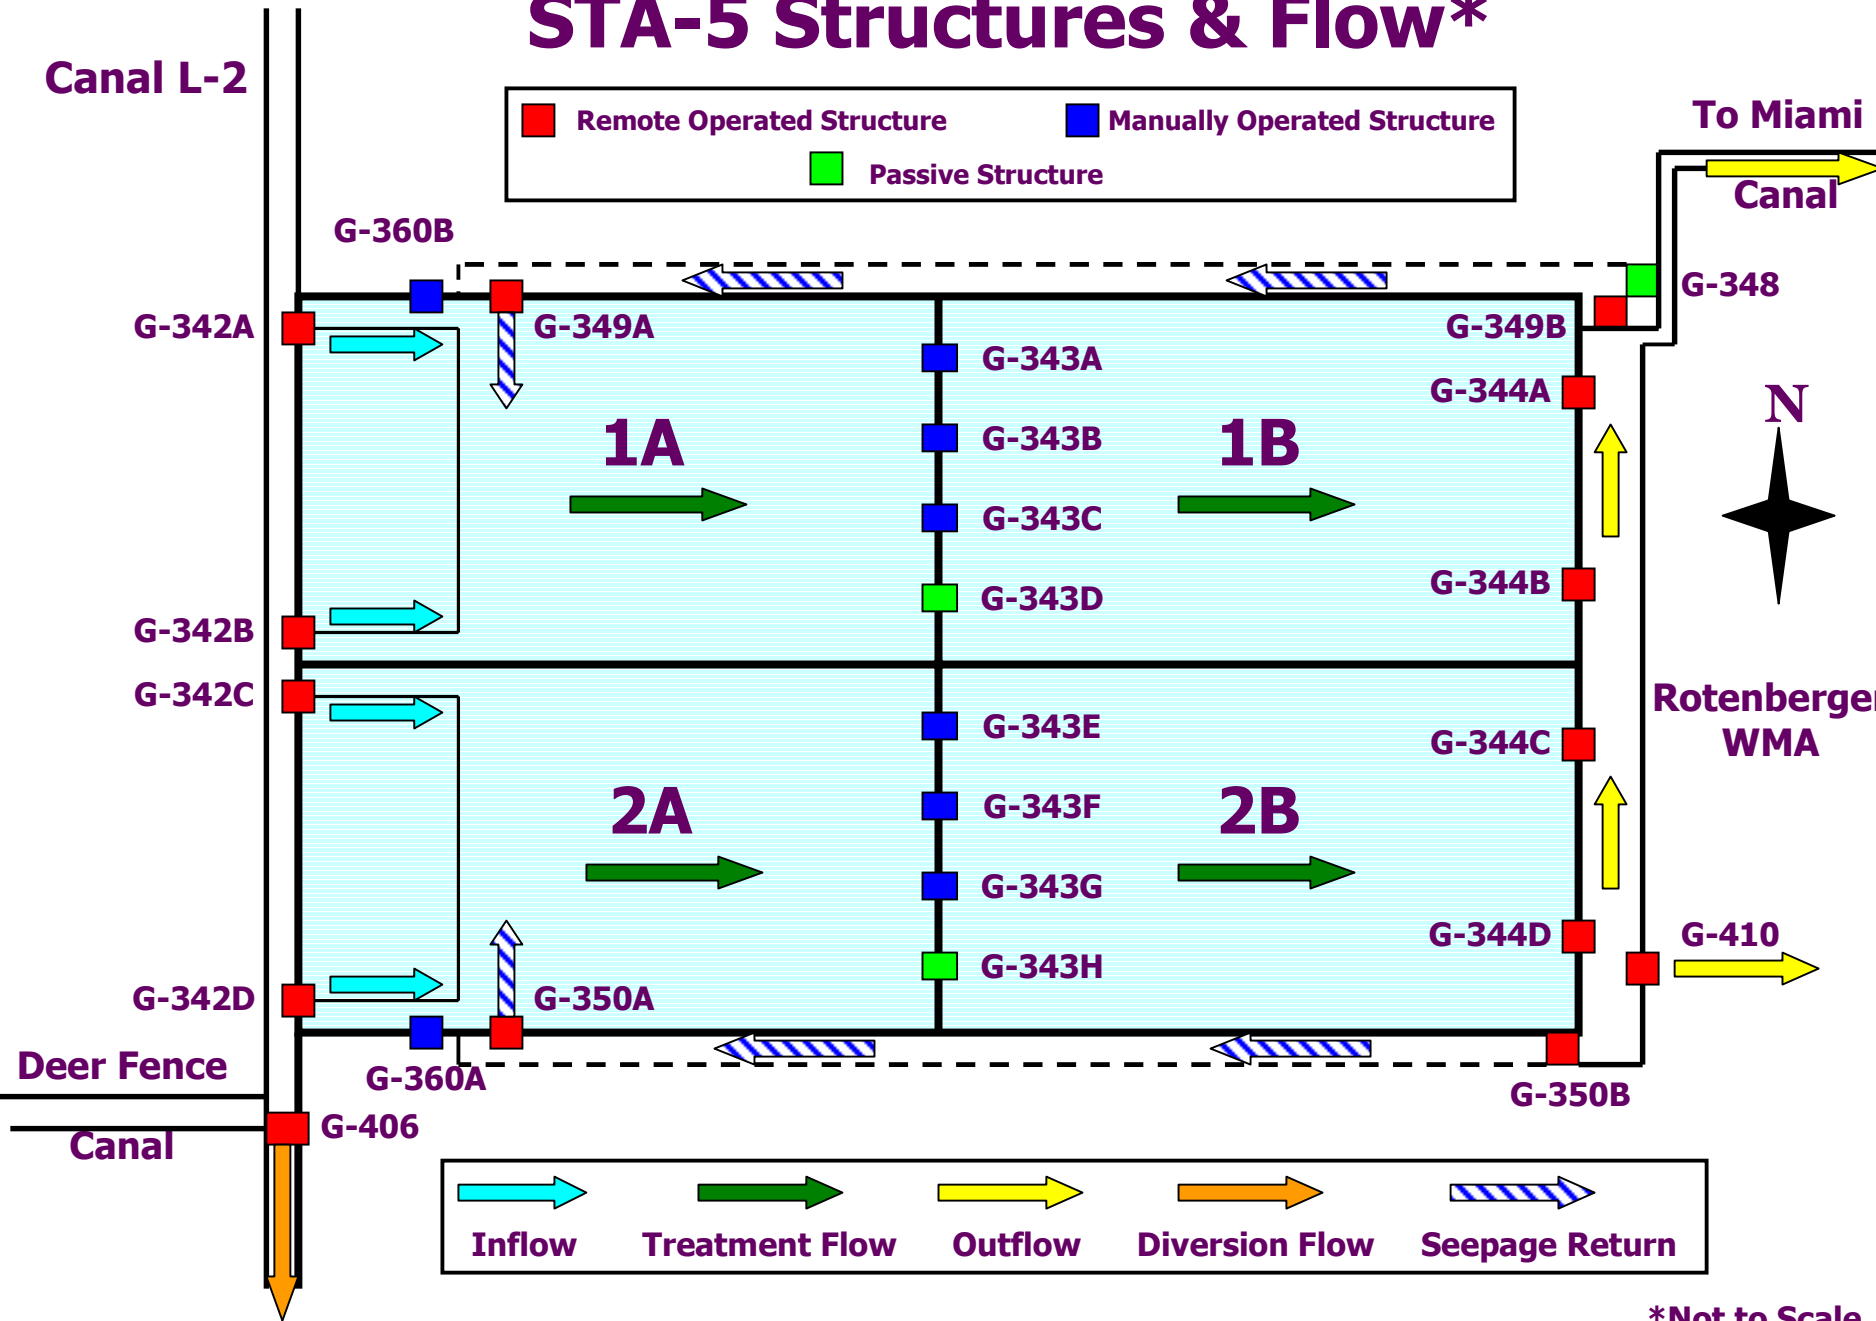 STA-5 Structures & Flow*
Canal L-2
Remote Operated Structure
Manually Operated Structure
Passive Structure
To Miami
Canal
G-360B
G-348
G-342A
G-349A
G-349B
G-343A
G-344A
N
1A
1B
G-343B
G-343C
G-344B
G-343D
G-342B
G-342C
Rotenberger
WMA
G-343E
G-344C
2A
2B
G-343F
G-343G
G-344D
G-410
G-343H
G-342D
G-350A
Deer Fence
G-360A
G-350B
G-406
Canal
Inflow
Treatment Flow
Outflow
Diversion Flow
Seepage Return
*Not to Scale